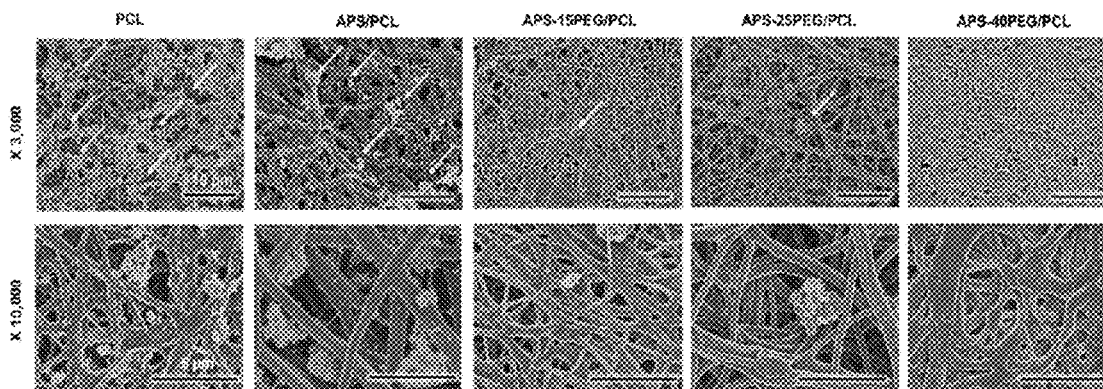 PCL APS/PCL APS-15PEG/PCL APS-25PEG/PCL APS-40PEG/PCL
X 3,000
X 10,000